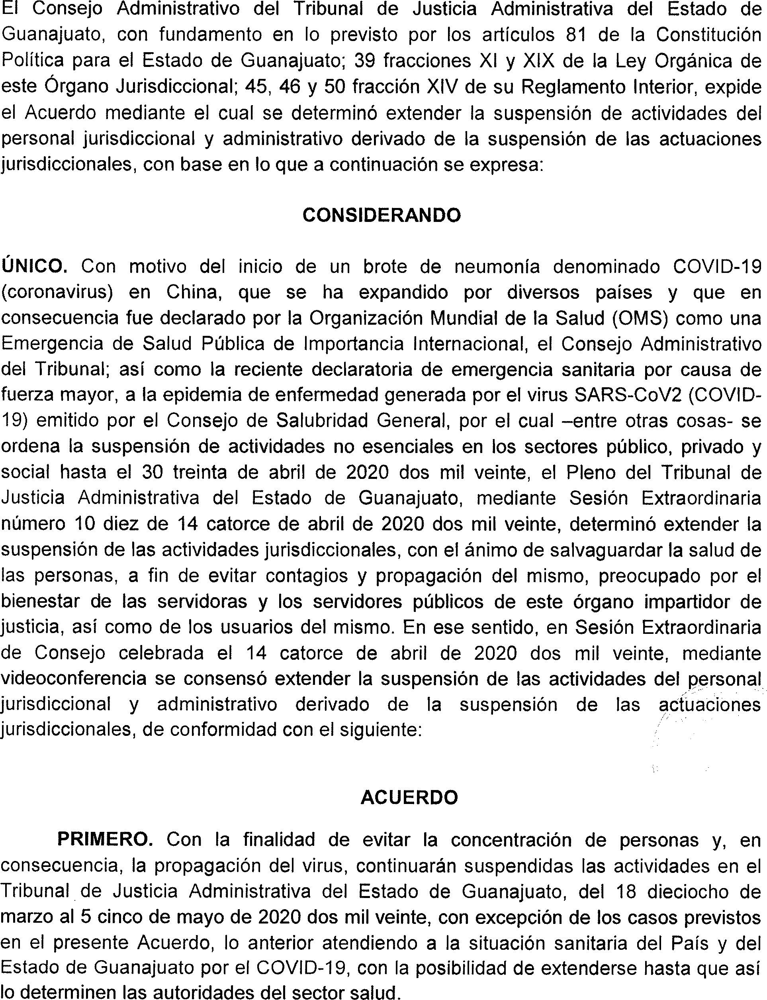 El Consejo Administrativo del Tribunal de Justicia Administrativa del Estado de
Guanajuato, con fundamento en lo previsto por los artículos 81 de la Constitución
Política para el Estado de Guanajuato; 39 fracciones XI y XIX de la Ley Orgánica de
este Órgano Jurisdiccional; 45, 46 y 50 fracción XIV de su Reglamento Interior, expide
el Acuerdo mediante el cual se determinó extender la suspensión de actividades del
personal jurisdiccional y administrativo derivado de la suspensión de las actuaciones
jurisdiccionales, con base en lo que a continuación se expresa:
CONSIDERANDO
ÚNICO. Con motivo del inicio de un brote de neumonía denominado COVID-19
(coronavirus) en China, que se ha expandido por diversos países y que en
consecuencia fue declarado por la Organización Mundial de la Salud (OMS) como una
Emergencia de Salud Pública de Importancia Internacional, el Consejo Administrativo
del Tribunal; así como la reciente declaratoria de emergencia sanitaria por causa de
fuerza mayor, a la epidemia de enfermedad generada por el virus SARS-CoV2 (COVID-
19) emitido por el Consejo de Salubridad General, por el cual –entre otras cosas- se
ordena la suspensión de actividades no esenciales en los sectores público, privado y
social hasta el 30 treinta de abril de 2020 dos mil veinte, el Pleno del Tribunal de
Justicia Administrativa del Estado de Guanajuato, mediante Sesión Extraordinaria
número 10 diez de 14 catorce de abril de 2020 dos mil veinte, determinó extender la
suspensión de las actividades jurisdiccionales, con el ánimo de salvaguardar la salud de
las personas, a fin de evitar contagios y propagación del mismo, preocupado por el
bienestar de las servidoras y los servidores públicos de este órgano impartidor de
justicia, así como de los usuarios del mismo. En ese sentido, en Sesión Extraordinaria
de Consejo celebrada el 14 catorce de abril de 2020 dos mil veinte, mediante
videoconferencia se consensó extender la suspensión de las actividades del personal
jurisdiccional y administrativo derivado de la suspensión de las actuaciones
jurisdiccionales, de conformidad con el siguiente:
ACUERDO
PRIMERO. Con la finalidad de evitar la concentración de personas y, en
consecuencia, la propagación del virus, continuarán suspendidas las actividades en el
Tribunal de Justicia Administrativa del Estado de Guanajuato, del 18 dieciocho de
marzo al 5 cinco de mayo de 2020 dos mil veinte, con excepción de los casos previstos
en el presente Acuerdo, lo anterior atendiendo a la situación sanitaria del País y del
Estado de Guanajuato por el COVID-19, con la posibilidad de extenderse hasta que así
lo determinen las autoridades del sector salud.